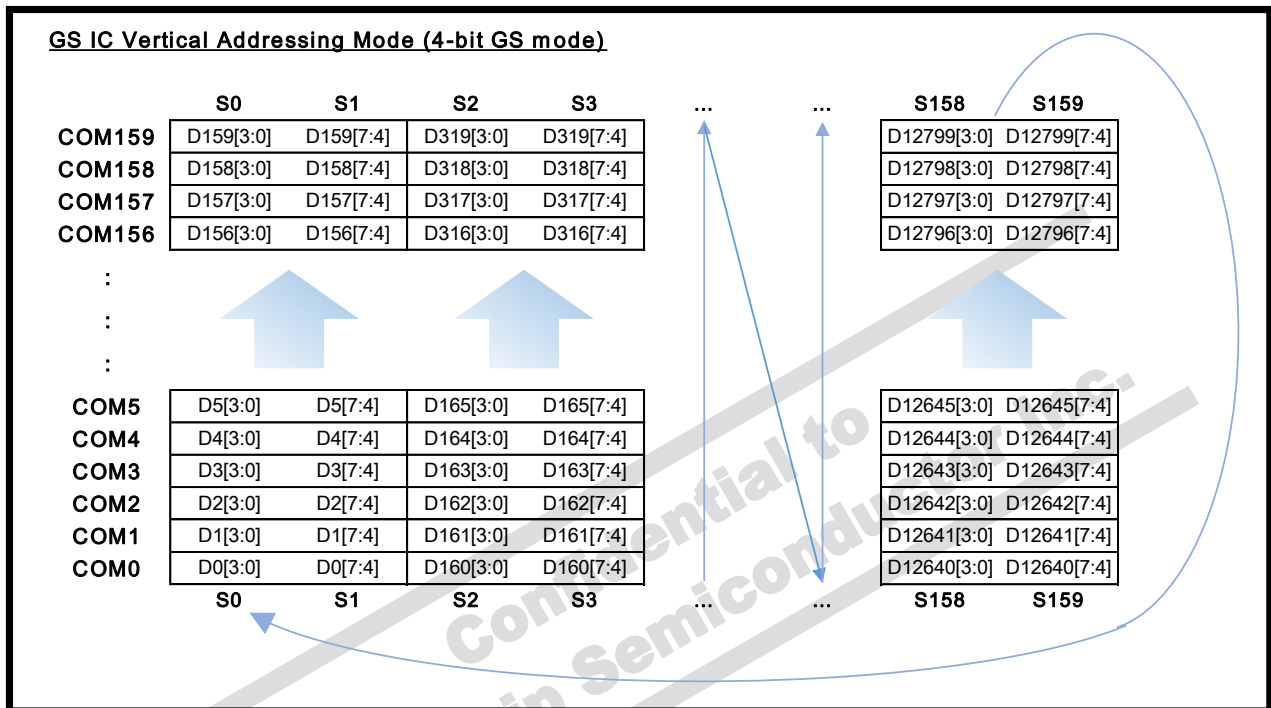 GS IC Vertical Addressing Mode (4-bit GS mode)
S0 S1 S2 S3 ... ... S158 S159
COM159 D159[3:0] D159[7:4] D319[3:0] D319[7:4] D12799[3:0] D12799[7:4]
COM158 D158[3:0] D158[7:4] D318[3:0] D318[7:4] D12798[3:0] D12798[7:4]
COM157 D157[3:0] D157[7:4] D317[3:0] D317[7:4] D12797[3:0] D12797[7:4]
COM156 D156[3:0] D156[7:4] D316[3:0] D316[7:4] D12796[3:0] D12796[7:4]
:
:
:
COM5 D5[3:0] D5[7:4] D165[3:0] D165[7:4] D12645[3:0] D12645[7:4]
COM4 D4[3:0] D4[7:4] D164[3:0] D164[7:4] D12644[3:0] D12644[7:4]
COM3 D3[3:0] D3[7:4] D163[3:0] D163[7:4] D12643[3:0] D12643[7:4]
COM2 D2[3:0] D2[7:4] D162[3:0] D162[7:4] D12642[3:0] D12642[7:4]
COM1 D1[3:0] D1[7:4] D161[3:0] D161[7:4] D12641[3:0] D12641[7:4]
COM0 D0[3:0] D0[7:4] D160[3:0] D160[7:4] D12640[3:0] D12640[7:4]
S0 S1 S2 S3 ... ... S158 S159
Confidential to
Semiconductor Inc.